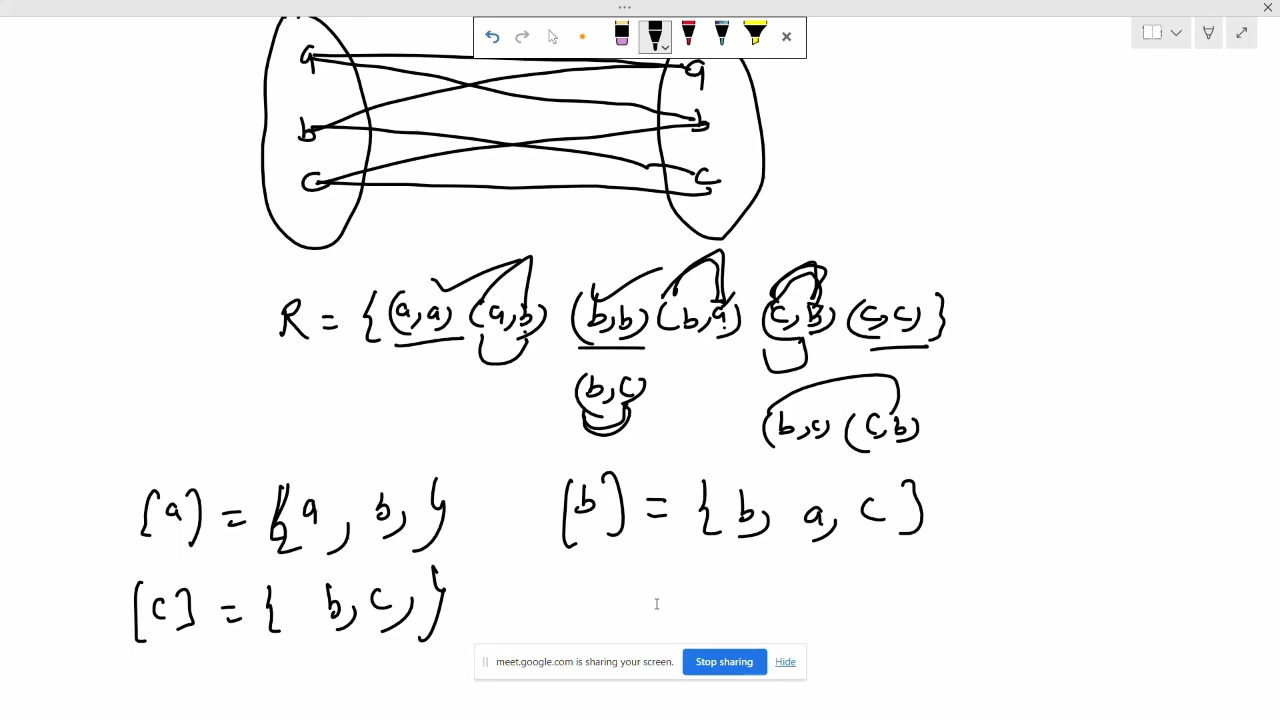 a a
b b
c c
R = {(a,a) (a,b) (b,b) (b,a) (c,b) (c,c)}
(b,c) (b,c) (c,b)
[a] = {a, b,} [b] = {b, a, c}
[c] = { b, c,}
meet.google.com is sharing your screen. Stop sharing Hide